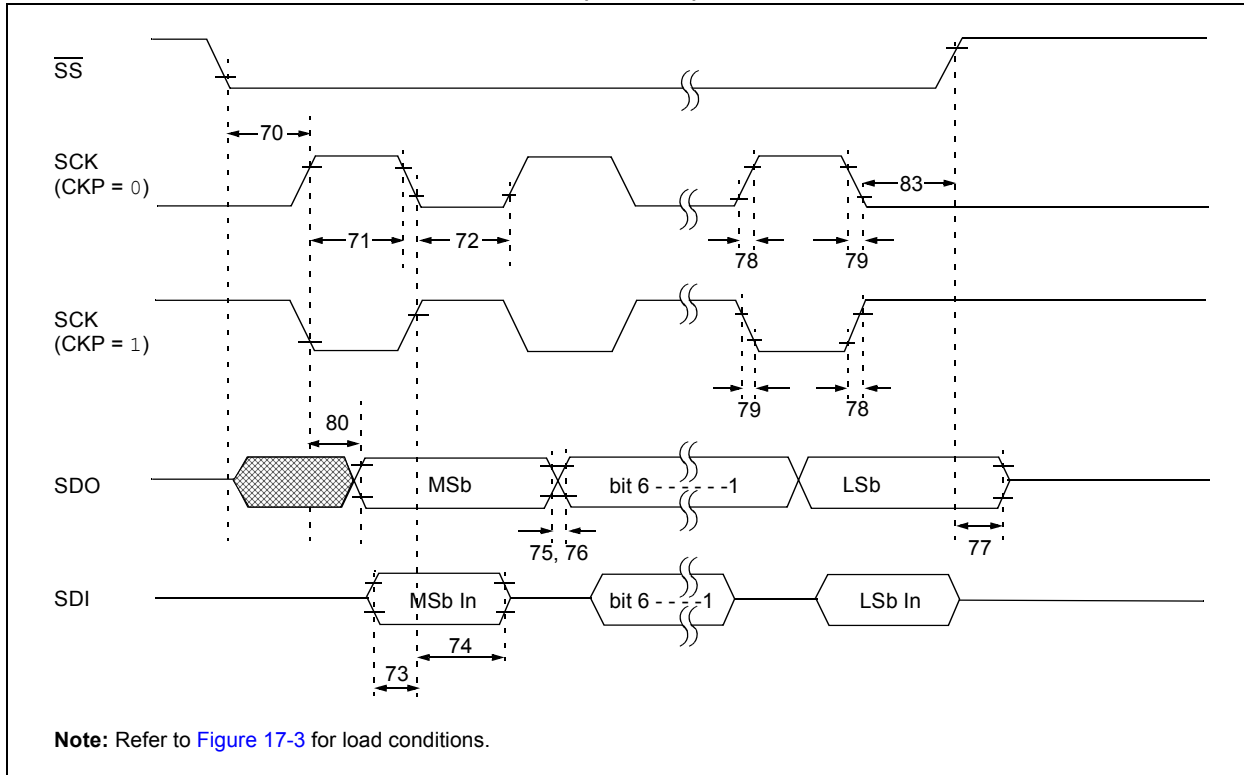 SS
70
SCK
(CKP = 0)
83
71
72
78
79
SCK
(CKP = 1)
79
78
80
SDO
MSb
bit 6 - - - - - -1
LSb
75, 76
77
SDI
MSb In
bit 6 - - - -1
LSb In
74
73
Note: Refer to Figure 17-3 for load conditions.